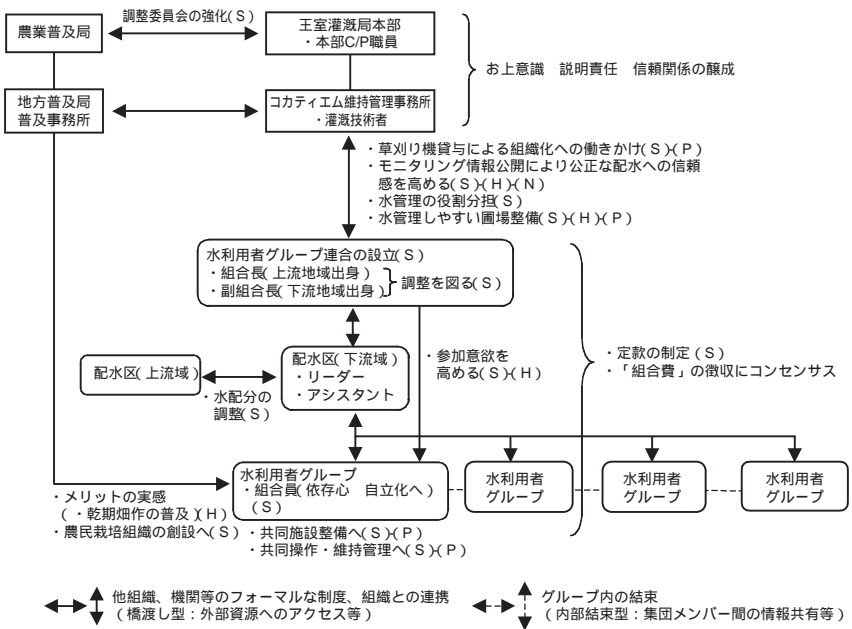 農業普及局
調整委員会の強化(S)
王室灌漑局本部
・本部C/P職員
お上意識　説明責任　信頼関係の醸成
地方普及局
普及事務所
コカティエム維持管理事務所
・灌漑技術者
・草刈り機貸与による組織化への働きかけ(S)(P)
・モニタリング情報公開により公正な配水への信頼
感を高める(S)(H)(N)
・水管理の役割分担(S)
・水管理しやすい圃場整備(S)(H)(P)
水利用者グループ連合の設立(S)
・組合長(上流地域出身)
・副組合長(下流地域出身)
調整を図る(S)
配水区(上流域)
・水配分の
調整(S)
配水区(下流域)
・リーダー
・アシスタント
・参加意欲を
高める(S)(H)
・定款の制定(S)
・「組合費」の徴収にコンセンサス
水利用者グループ
・組合員(依存心　自立化へ)
(S)
水利用者
グループ
水利用者
グループ
水利用者
グループ
・メリットの実感
(・乾期畑作の普及)(H)
・農民栽培組織の創設へ(S)
・共同施設整備へ(S)(P)
・共同操作・維持管理へ(S)(P)
他組織、機関等のフォーマルな制度、組織との連携
(橋渡し型：外部資源へのアクセス等)
グループ内の結束
(内部結束型：集団メンバー間の情報共有等)